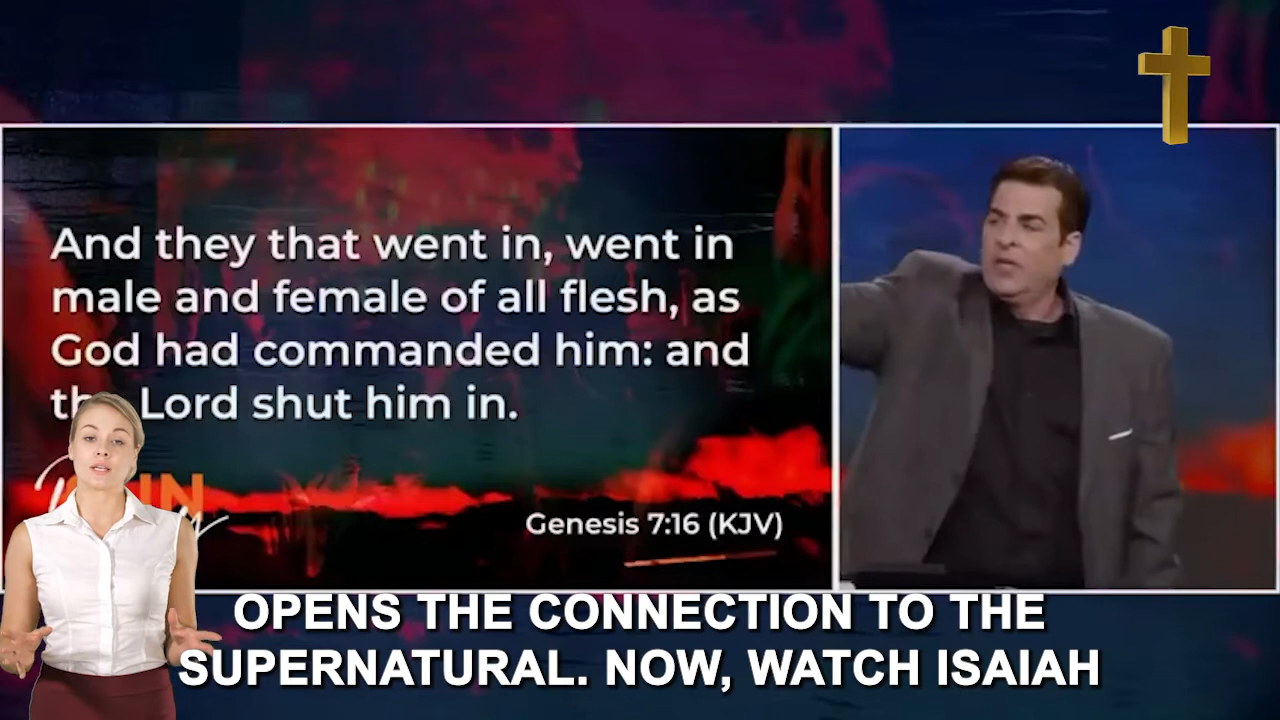 And they that went in, went in
male and female of all flesh, as
God had commanded him: and
Lord shut him in.
Genesis 7:16 (KJV)
OPENS THE CONNECTION TO THE
SUPERNATURAL. NOW, WATCH ISAIAH